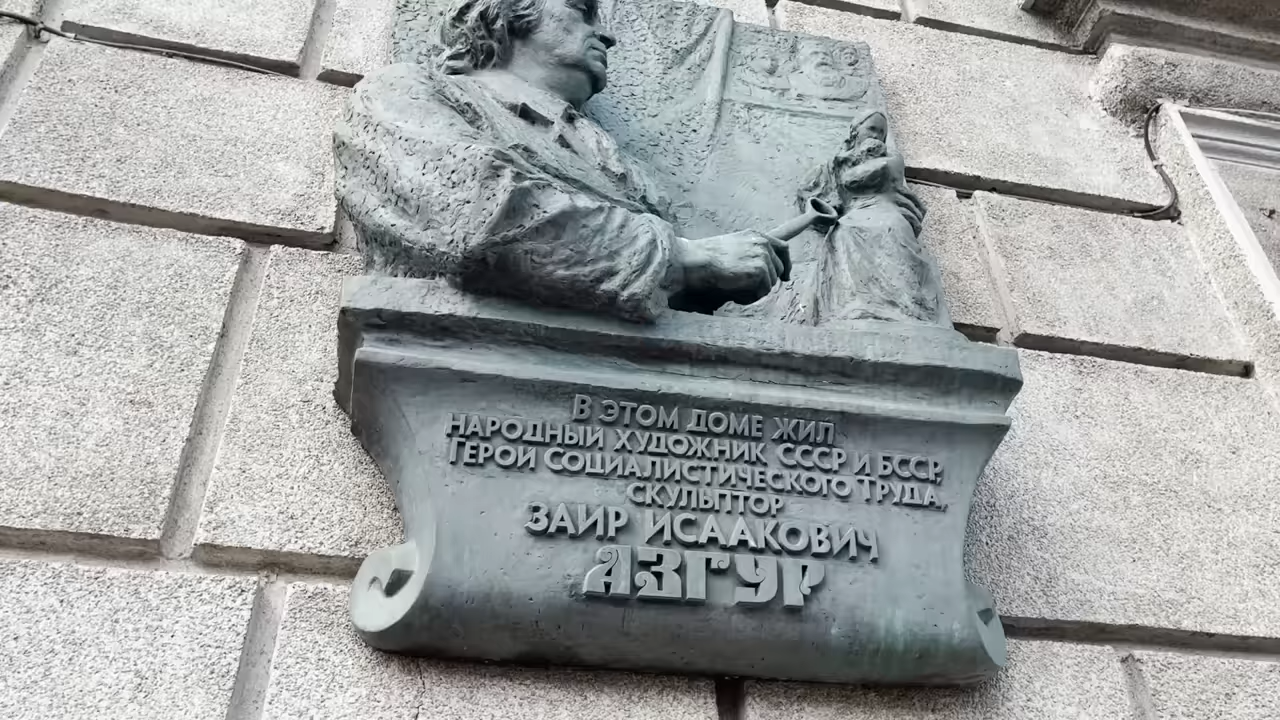 В ЭТОМ ДОМЕ ЖИЛ
НАРОДНЫЙ ХУДОЖНИК СССР И БССР,
ГЕРОЙ СОЦИАЛИСТИЧЕСКОГО ТРУДА,
СКУЛЬПТОР
ЗАИР ИСААКОВИЧ
АЗГУР